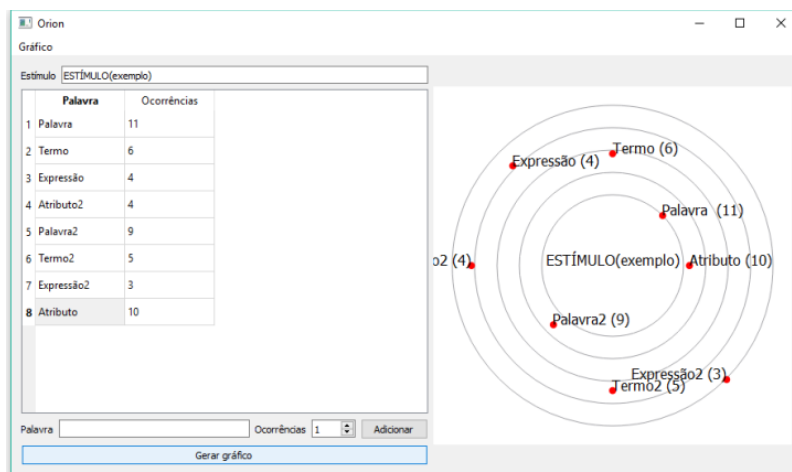 Orion
Gráfico
Estímulo ESTÍMULO(exemplo)
Palavra Ocorrências
1 Palavra 11
2 Termo 6
3 Expressão 4
4 Atributo2 4
5 Palavra2 9
6 Termo2 5
7 Expressão2 3
8 Atributo 10
Palavra Ocorrências 1 Adicionar
Gerar gráfico
Termo (6)
Expressão (4)
Palavra (11)
o2 (4)
ESTÍMULO(exemplo)
Atributo (10)
Palavra2 (9)
Expressão2 (3)
Termo2 (5)